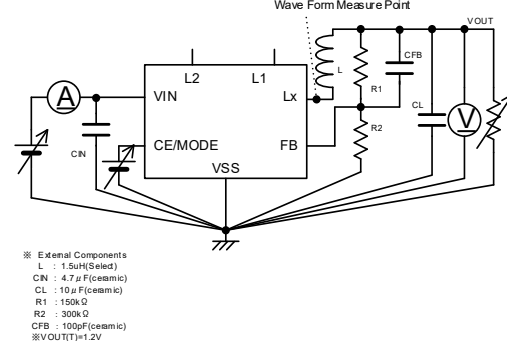 Wave Form Measure Point
VOUT
L2
L1
L
R1
CFB
A
VIN
Lx
CL
V
CIN
CE/MODE
FB
R2
VSS
※ External Components
L : 1.5uH(Select)
CIN : 4.7μF(ceramic)
CL : 10μF(ceramic)
R1 : 150kΩ
R2 : 300kΩ
CFB : 100pF(ceramic)
※VOUT(T)=1.2V